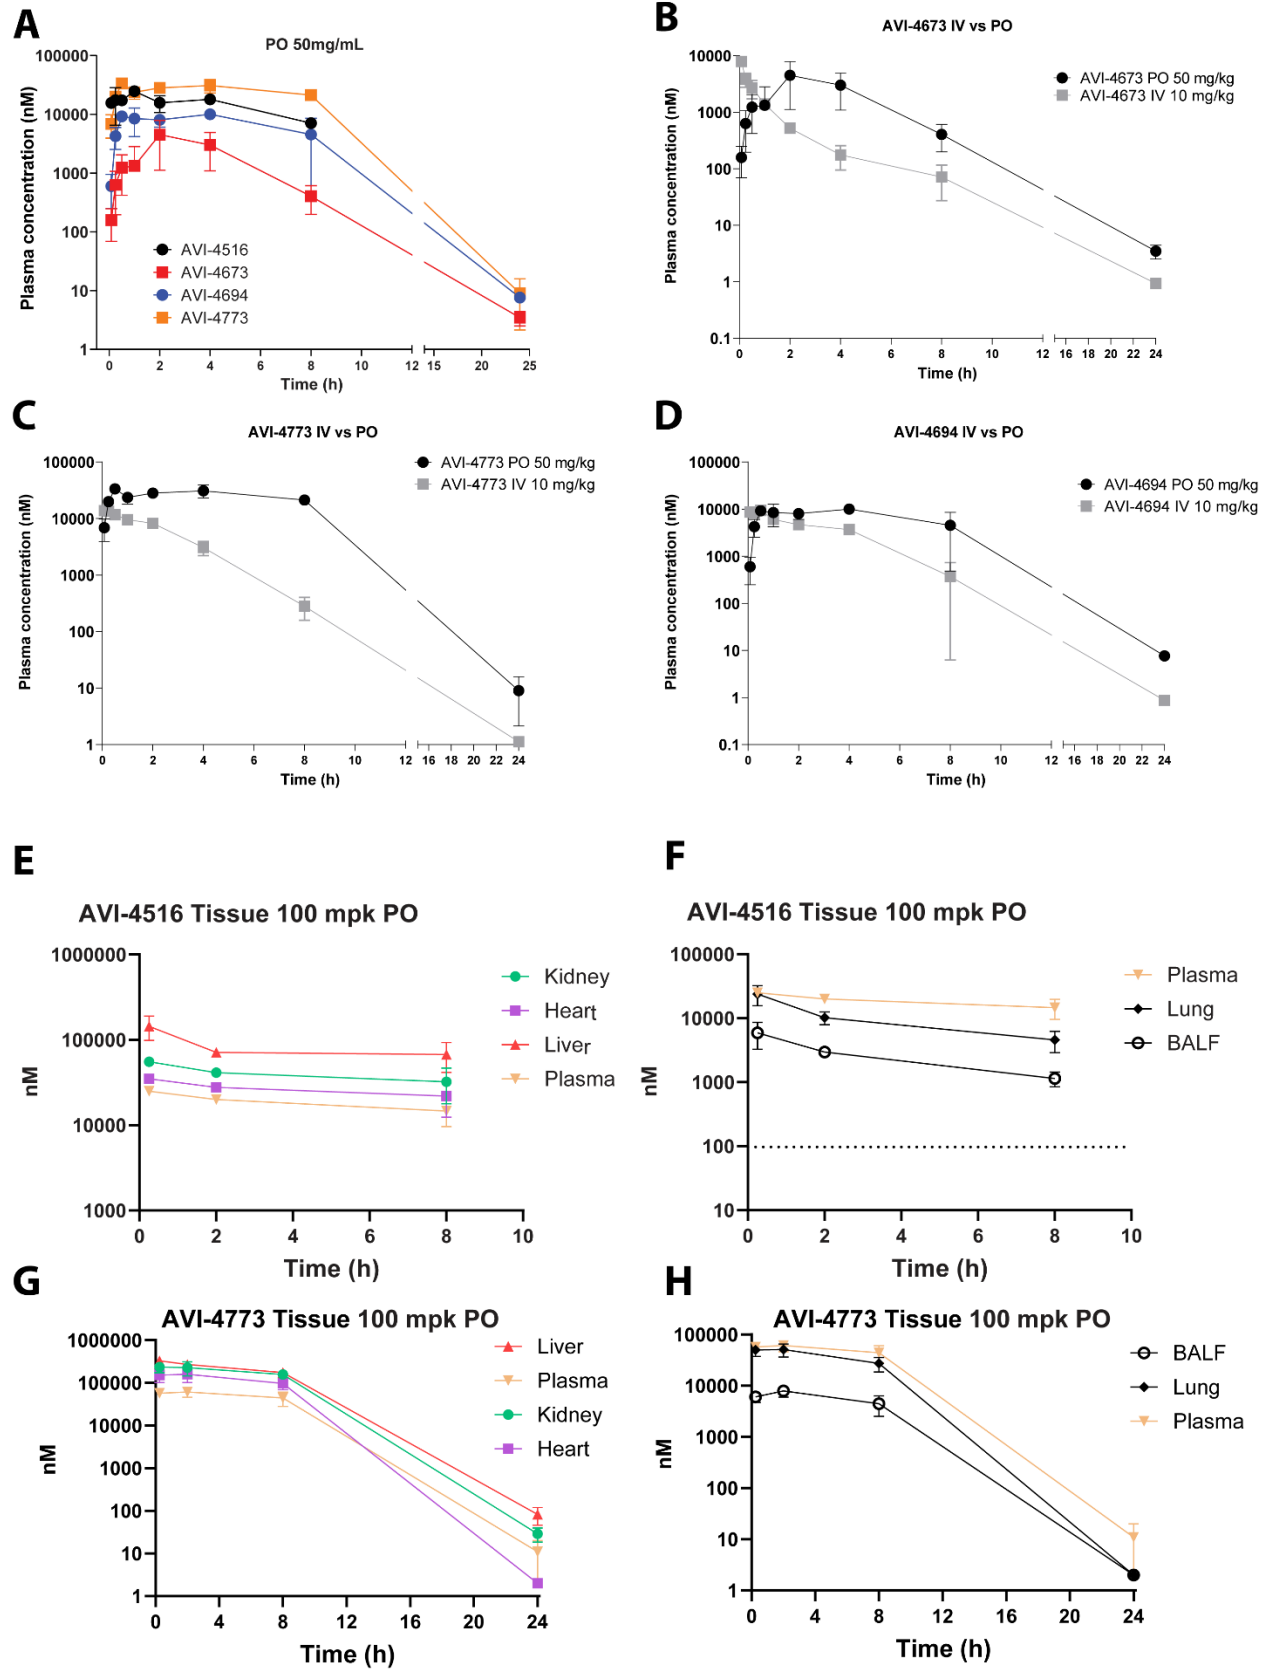 A
PO 50mg/mL
Plasma concentration (nM)
100000
10000
1000
100
10
1
AVI-4516
AVI-4673
AVI-4694
AVI-4773
0 2 4 6 8 10 12 15 20 25
Time (h)
B
AVI-4673 IV vs PO
AVI-4673 PO 50 mg/kg
AVI-4673 IV 10 mg/kg
Plasma concentration (nM)
10000
1000
100
10
1
0.1
0 2 4 6 8 10 12 16 18 20 22 24
Time (h)
C
AVI-4773 IV vs PO
AVI-4773 PO 50 mg/kg
AVI-4773 IV 10 mg/kg
Plasma concentration (nM)
100000
10000
1000
100
10
1
0 2 4 6 8 10 12 16 18 20 22 24
Time (h)
D
AVI-4694 IV vs PO
AVI-4694 PO 50 mg/kg
AVI-4694 IV 10 mg/kg
Plasma concentration (nM)
100000
10000
1000
100
10
1
0.1
0 2 4 6 8 10 12 16 18 20 22 24
Time (h)
E
AVI-4516 Tissue 100 mpk PO
nM
1000000
100000
10000
1000
Kidney
Heart
Liver
Plasma
0 2 4 6 8 10
Time (h)
F
AVI-4516 Tissue 100 mpk PO
nM
100000
10000
1000
100
10
Plasma
Lung
BALF
0 2 4 6 8 10
Time (h)
G
AVI-4773 Tissue 100 mpk PO
nM
1000000
100000
10000
1000
100
10
1
Liver
Plasma
Kidney
Heart
0 4 8 12 16 20 24
Time (h)
H
AVI-4773 Tissue 100 mpk PO
nM
100000
10000
1000
100
10
1
BALF
Lung
Plasma
0 4 8 12 16 20 24
Time (h)